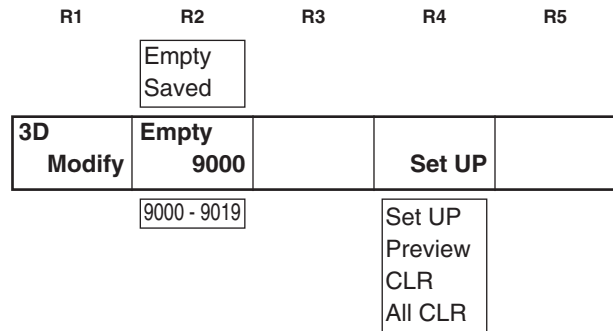 R1 R2 R3 R4 R5
Empty
Saved
3D Empty
Modify 9000 Set UP
9000 - 9019
Set UP
Preview
CLR
All CLR